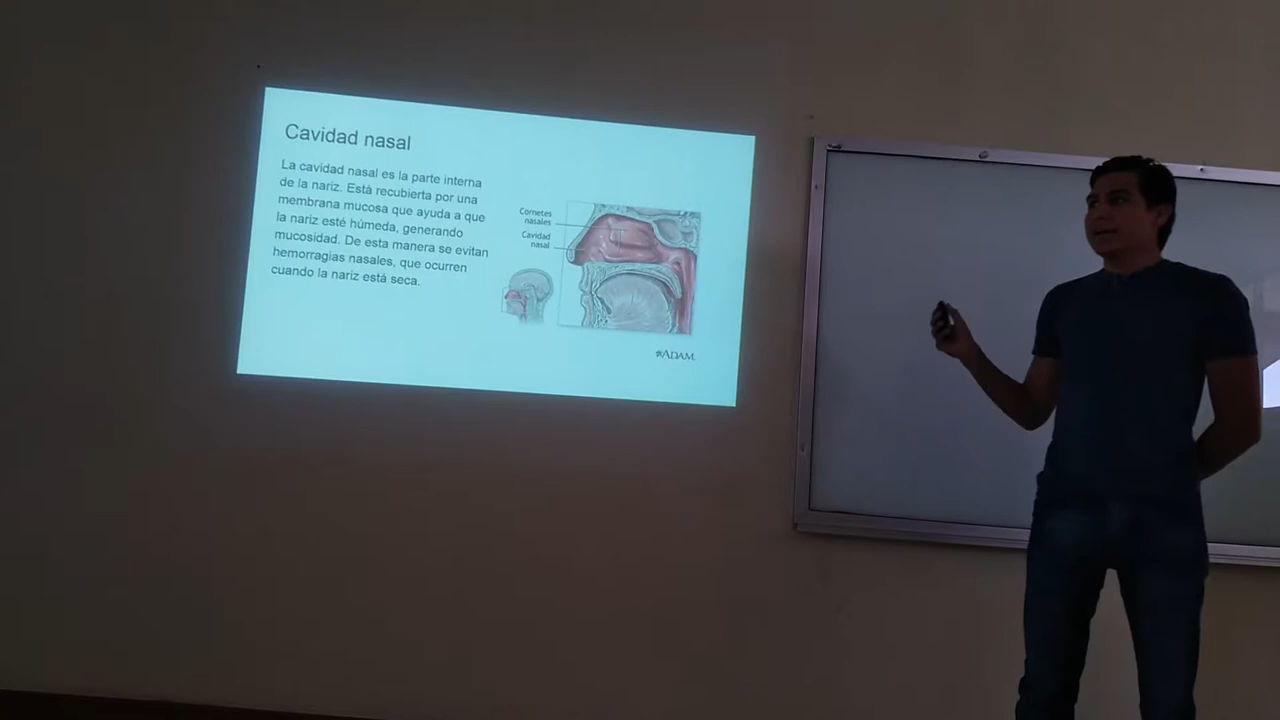 Cavidad nasal
La cavidad nasal es la parte interna
de la nariz. Está recubierta por una
membrana mucosa que ayuda a que
la nariz esté húmeda, generando
mucosidad. De esta manera se evitan
hemorragias nasales, que ocurren
cuando la nariz está seca.
Cornetes
nasales
Cavidad
nasal
ADAM